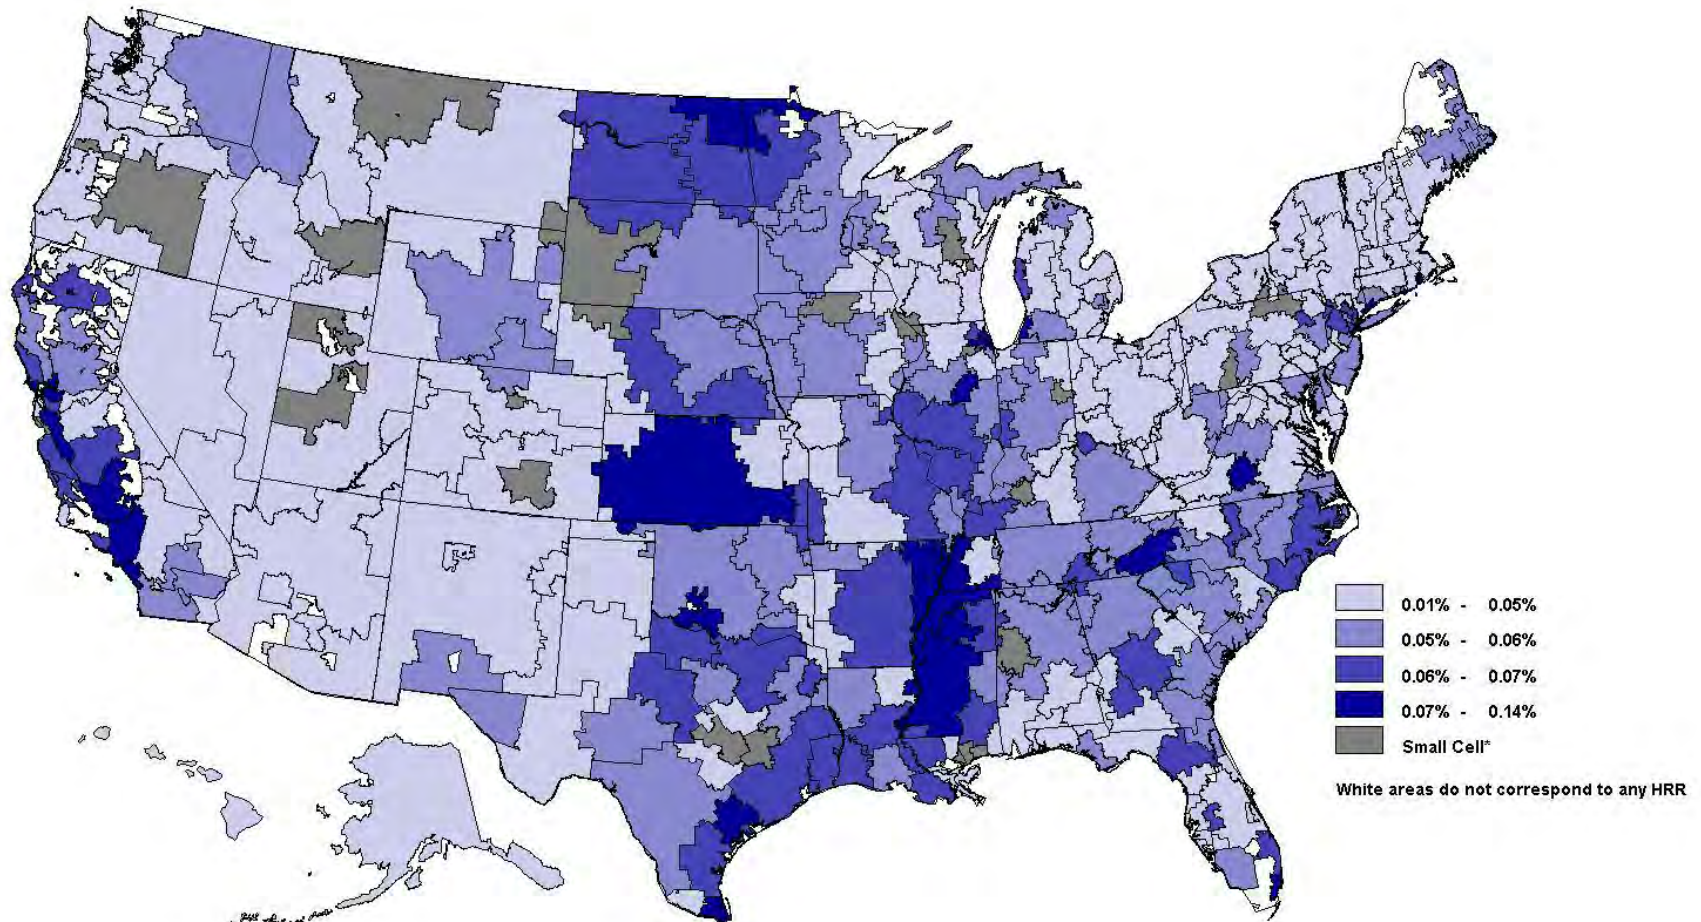 0.01% - 0.05%
0.05% - 0.06%
0.06% - 0.07%
0.07% - 0.14%
Small Cell*
White areas do not correspond to any HRR